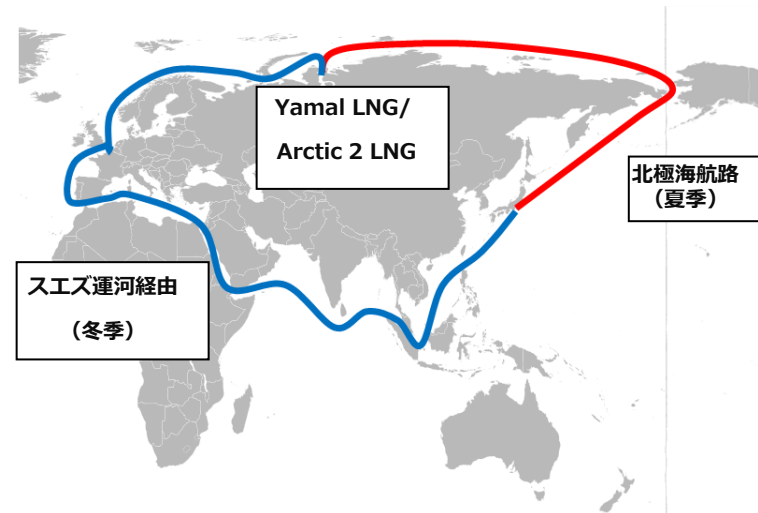 Yamal LNG/
Arctic 2 LNG
北極海航路
（夏季）
スエズ運河経由
（冬季）